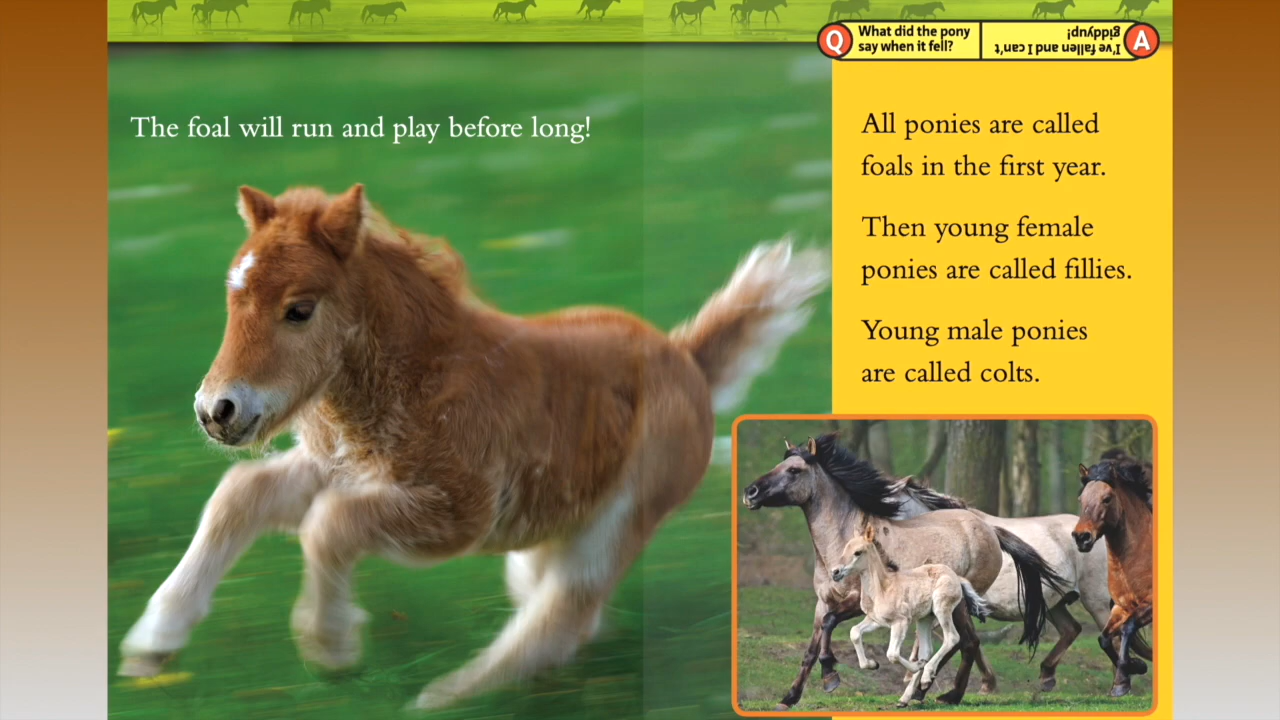 Q
What did the pony
say when it fell?
I've fallen and I can't
giddyup!
A
The foal will run and play before long!
All ponies are called
foals in the first year.
Then young female
ponies are called fillies.
Young male ponies
are called colts.